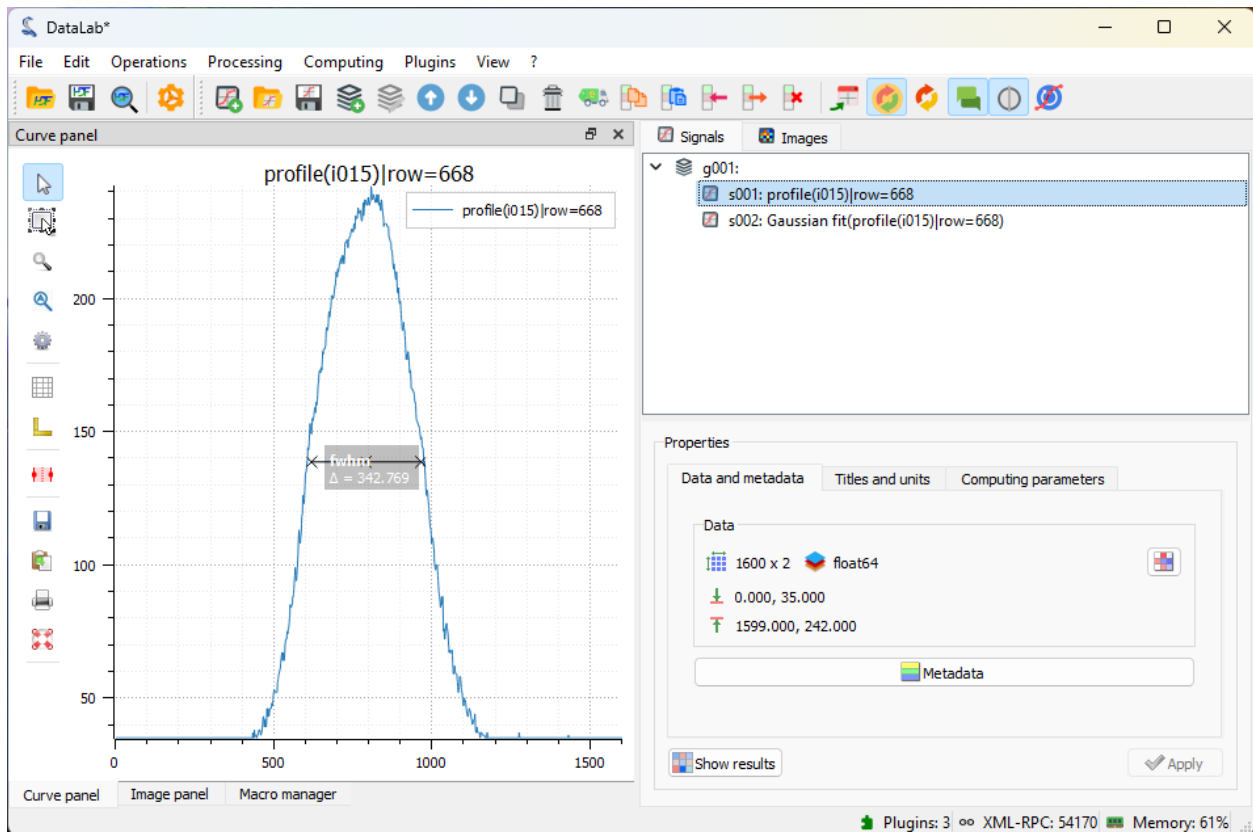 DataLab*
File Edit Operations Processing Computing Plugins View ?
Curve panel
profile(i015)|row=668
profile(i015)|row=668
200
150
100
50
fwhm
Δ = 342.769
0 500 1000 1500
Curve panel Image panel Macro manager
Signals Images
g001:
s001: profile(i015)|row=668
s002: Gaussian fit(profile(i015)|row=668)
Properties
Data and metadata Titles and units Computing parameters
Data
1600 x 2 float64
0.000, 35.000
1599.000, 242.000
Metadata
Show results Apply
Plugins: 3 XML-RPC: 54170 Memory: 61%